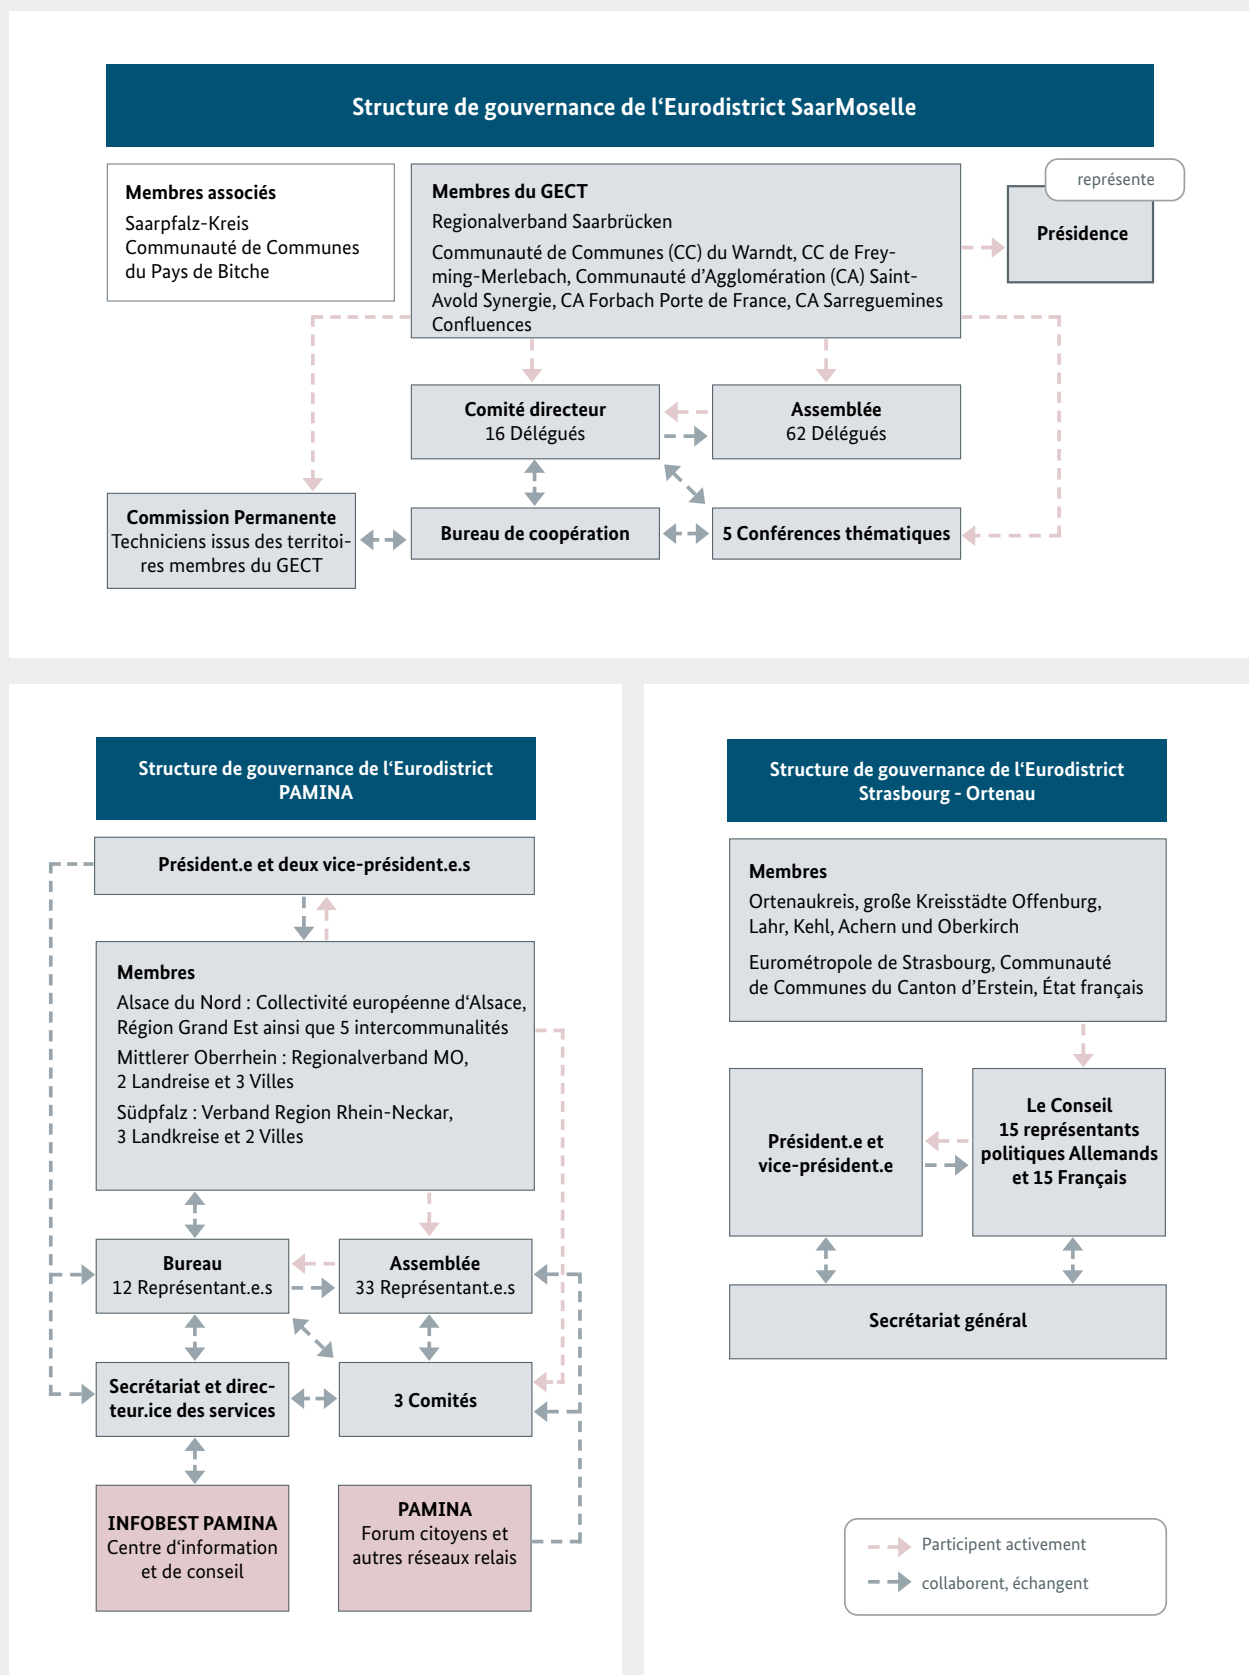 Structure de gouvernance de l‘Eurodistrict SaarMoselle
Membres associés
Saarpfalz-Kreis
Communauté de Communes
du Pays de Bitche
Membres du GECT
Regionalverband Saarbrücken
Communauté de Communes (CC) du Warndt, CC de Frey-
ming-Merlebach, Communauté d’Agglomération (CA) Saint-
Avold Synergie, CA Forbach Porte de France, CA Sarreguemines
Confluences
représente
Présidence
Comité directeur
16 Délégués
Assemblée
62 Délégués
Commission Permanente
Techniciens issus des territoi-
res membres du GECT
Bureau de coopération
5 Conférences thématiques
Structure de gouvernance de l‘Eurodistrict
PAMINA
Président.e et deux vice-président.e.s
Membres
Alsace du Nord : Collectivité européenne d‘Alsace,
Région Grand Est ainsi que 5 intercommunalités
Mittlerer Oberrhein : Regionalverband MO,
2 Landreise et 3 Villes
Südpfalz : Verband Region Rhein-Neckar,
3 Landkreise et 2 Villes
Bureau
12 Représentant.e.s
Assemblée
33 Représentant.e.s
Secrétariat et direc-
teur.ice des services
3 Comités
INFOBEST PAMINA
Centre d‘information
et de conseil
PAMINA
Forum citoyens et
autres réseaux relais
Structure de gouvernance de l‘Eurodistrict
Strasbourg - Ortenau
Membres
Ortenaukreis, große Kreisstädte Offenburg,
Lahr, Kehl, Achern und Oberkirch
Eurométropole de Strasbourg, Communauté
de Communes du Canton d’Erstein, État français
Président.e et
vice-président.e
Le Conseil
15 représentants
politiques Allemands
et 15 Français
Secrétariat général
Participent activement
collaborent, échangent